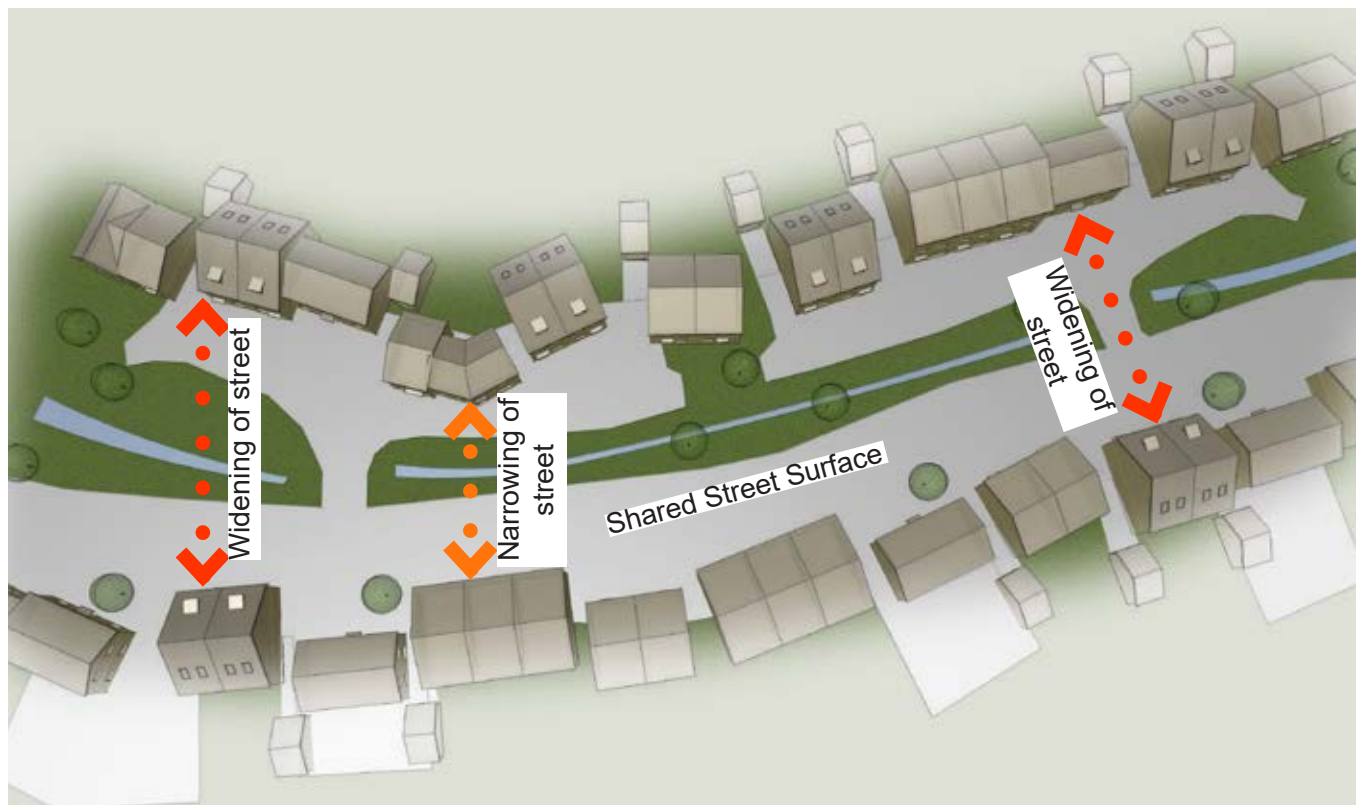 Widening of street
Narrowing of
street
Shared Street Surface
Widening of
street